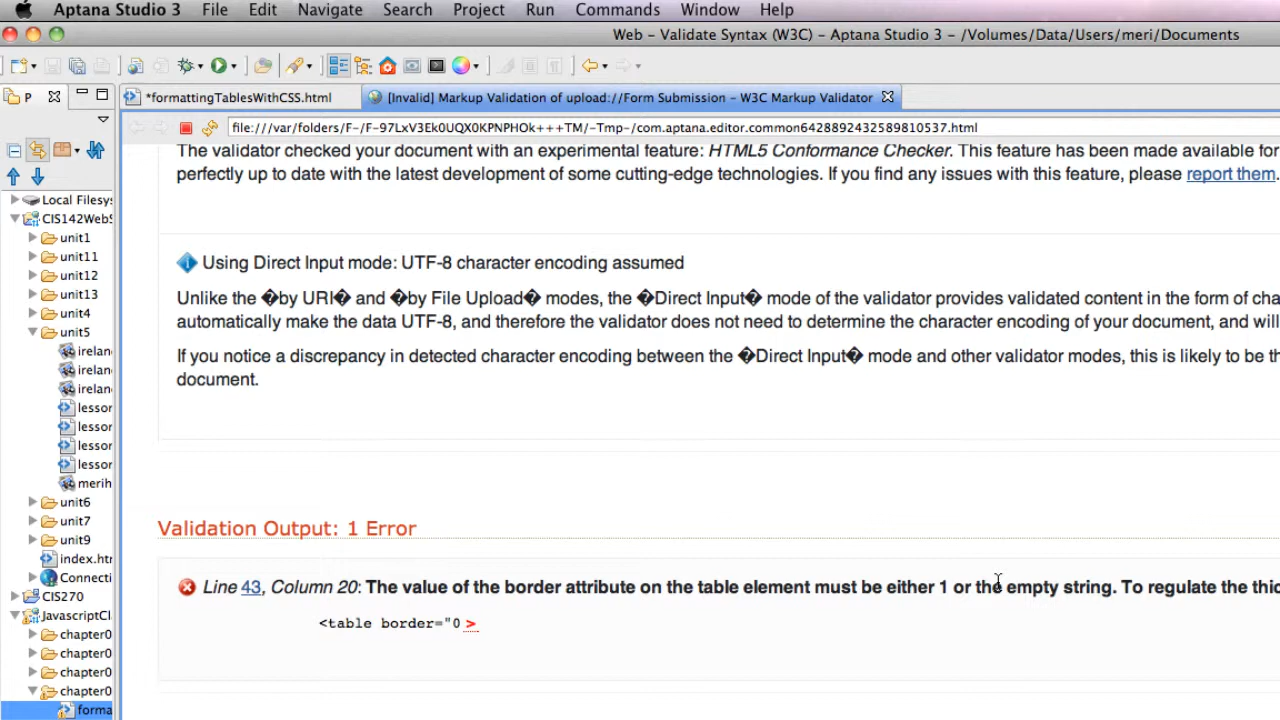 Aptana Studio 3 File Edit Navigate Search Project Run Commands Window Help
Web – Validate Syntax (W3C) – Aptana Studio 3 – /Volumes/Data/Users/meri/Documents
P
*formattingTablesWithCSS.html
[Invalid] Markup Validation of upload://Form Submission – W3C Markup Validator
file:///var/folders/F-/F-97LxV3Ek0UQX0KPNPHOk+++TM/-Tmp-/com.aptana.editor.common6428892432589810537.html
Local Filesy
CIS142WebS
unit1
unit11
unit12
unit13
unit4
unit5
irelan
irelan
irelan
lessor
lessor
lessor
lessor
merih
unit6
unit7
unit9
index.htr
Connecti
CIS270
JavascriptCl
chapter0
chapter0
chapter0
chapter0
forma
The validator checked your document with an experimental feature: HTML5 Conformance Checker. This feature has been made available for
perfectly up to date with the latest development of some cutting-edge technologies. If you find any issues with this feature, please report them.
Using Direct Input mode: UTF-8 character encoding assumed
Unlike the �by URI� and �by File Upload� modes, the �Direct Input� mode of the validator provides validated content in the form of cha
automatically make the data UTF-8, and therefore the validator does not need to determine the character encoding of your document, and will
If you notice a discrepancy in detected character encoding between the �Direct Input� mode and other validator modes, this is likely to be th
document.
Validation Output: 1 Error
Line 43, Column 20: The value of the border attribute on the table element must be either 1 or the empty string. To regulate the thic
<table border="0 >